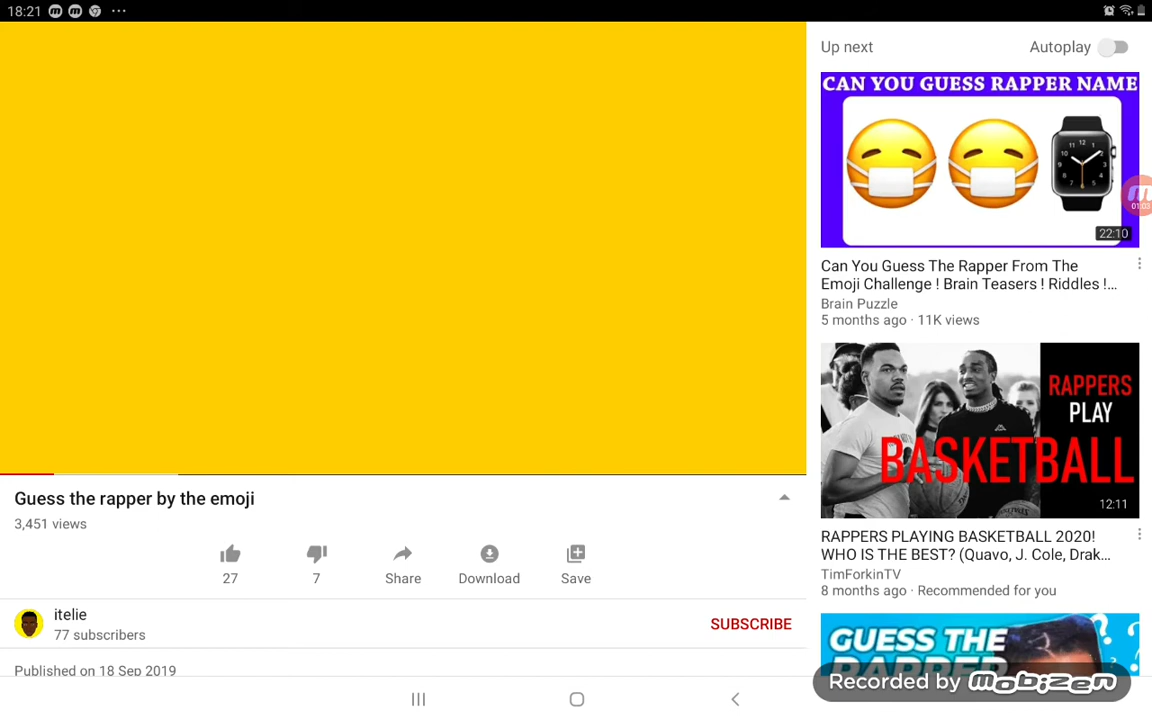 18:21
Up next
Autoplay
CAN YOU GUESS RAPPER NAME
22:10
01:03
Can You Guess The Rapper From The
Emoji Challenge ! Brain Teasers ! Riddles !...
Brain Puzzle
5 months ago · 11K views
RAPPERS
PLAY
BASKETBALL
12:11
RAPPERS PLAYING BASKETBALL 2020!
WHO IS THE BEST? (Quavo, J. Cole, Drak...
TimForkinTV
8 months ago · Recommended for you
GUESS THE
RAPPER
Recorded by mobizen
Guess the rapper by the emoji
3,451 views
27
7
Share
Download
Save
itelie
77 subscribers
SUBSCRIBE
Published on 18 Sep 2019